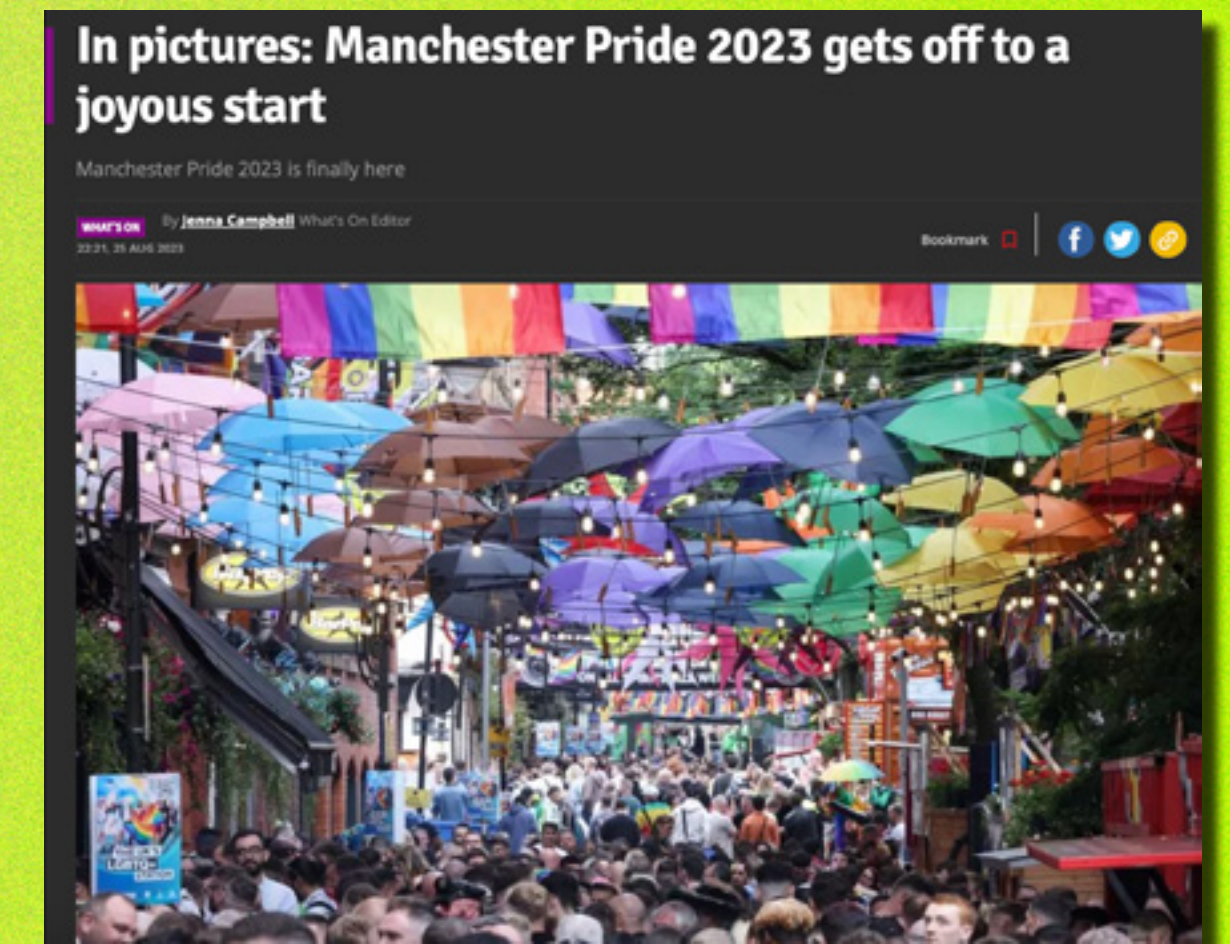 In pictures: Manchester Pride 2023 gets off to a
joyous start
Manchester Pride 2023 is finally here
WHAT'S ON
By Jenna Campbell What's On Editor
22:21, 25 AUG 2023
Bookmark
LGBTQ+